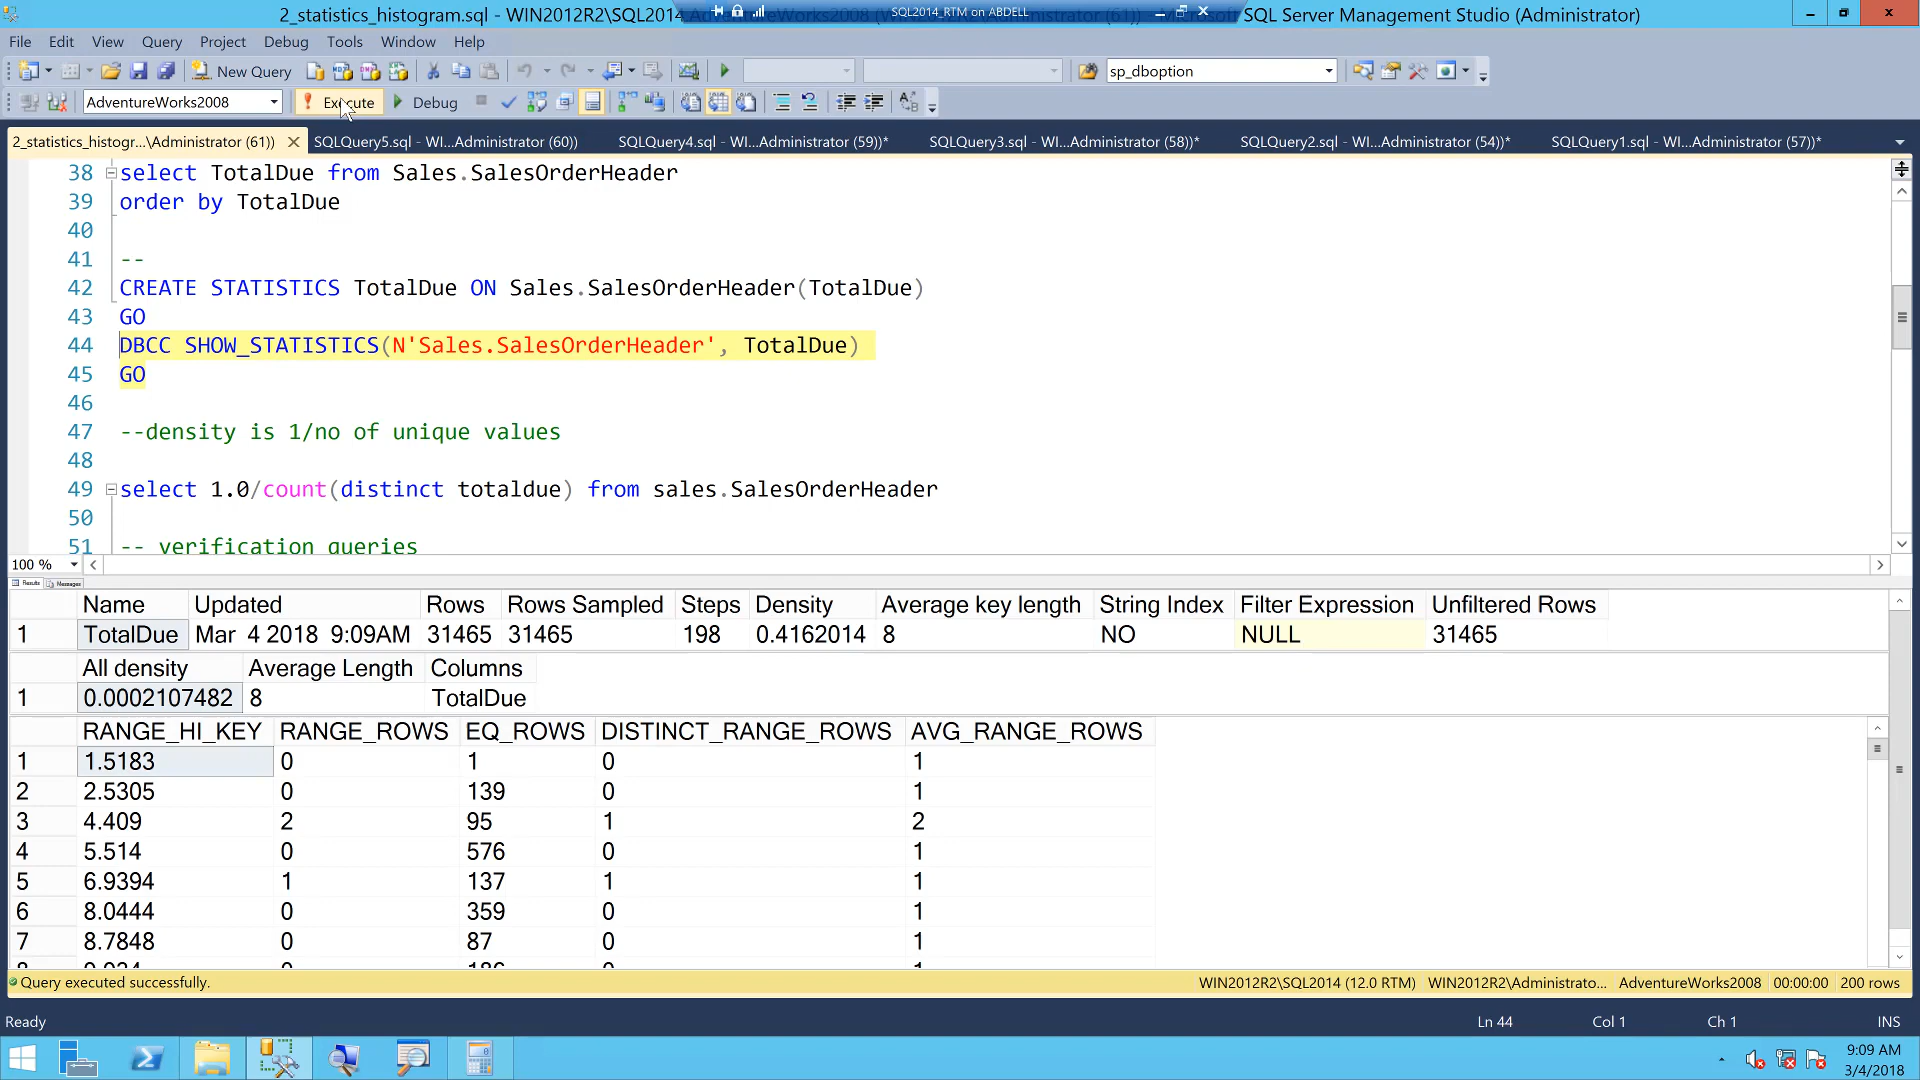 2_statistics_histogram.sql - WIN2012R2\SQL2014.AdventureWorks2008 (WIN2012R2\Administrator (61)) - Microsoft SQL Server Management Studio (Administrator)
SQL2014_RTM on ABDELL
File Edit View Query Project Debug Tools Window Help
New Query sp_dboption
AdventureWorks2008 Execute Debug
2_statistics_histogr...\Administrator (61)) SQLQuery5.sql - WI...Administrator (60)) SQLQuery4.sql - WI...Administrator (59))* SQLQuery3.sql - WI...Administrator (58))* SQLQuery2.sql - WI...Administrator (54))* SQLQuery1.sql - WI...Administrator (57))*
38 select TotalDue from Sales.SalesOrderHeader
39 order by TotalDue
40
41 --
42 CREATE STATISTICS TotalDue ON Sales.SalesOrderHeader(TotalDue)
43 GO
44 DBCC SHOW_STATISTICS(N'Sales.SalesOrderHeader', TotalDue)
45 GO
46
47 --density is 1/no of unique values
48
49 select 1.0/count(distinct totaldue) from sales.SalesOrderHeader
50
51 -- verification queries
100 %
Results Messages
Name Updated Rows Rows Sampled Steps Density Average key length String Index Filter Expression Unfiltered Rows
1 TotalDue Mar 4 2018 9:09AM 31465 31465 198 0.4162014 8 NO NULL 31465
All density Average Length Columns
1 0.0002107482 8 TotalDue
RANGE_HI_KEY RANGE_ROWS EQ_ROWS DISTINCT_RANGE_ROWS AVG_RANGE_ROWS
1 1.5183 0 1 0 1
2 2.5305 0 139 0 1
3 4.409 2 95 1 2
4 5.514 0 576 0 1
5 6.9394 1 137 1 1
6 8.0444 0 359 0 1
7 8.7848 0 87 0 1
Query executed successfully. WIN2012R2\SQL2014 (12.0 RTM) WIN2012R2\Administrato... AdventureWorks2008 00:00:00 200 rows
Ready Ln 44 Col 1 Ch 1 INS
9:09 AM
3/4/2018